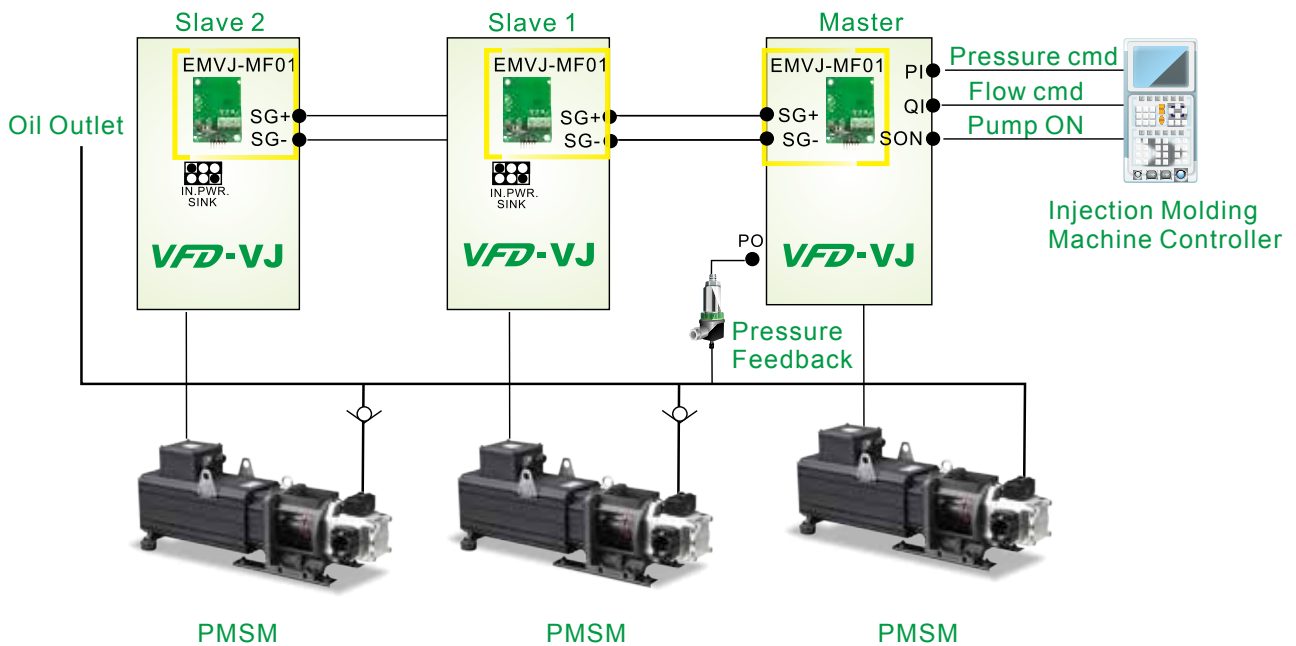 Slave 2
Slave 1
Master
EMVJ-MF01
EMVJ-MF01
EMVJ-MF01
Pressure cmd
PI
Flow cmd
QI
Pump ON
SON
Oil Outlet
SG+
SG-
SG+
SG-
SG+
SG-
IN.PWR.
SINK
IN.PWR.
SINK
Injection Molding
Machine Controller
VFD-VJ
VFD-VJ
PO
VFD-VJ
Pressure
Feedback
PMSM
PMSM
PMSM